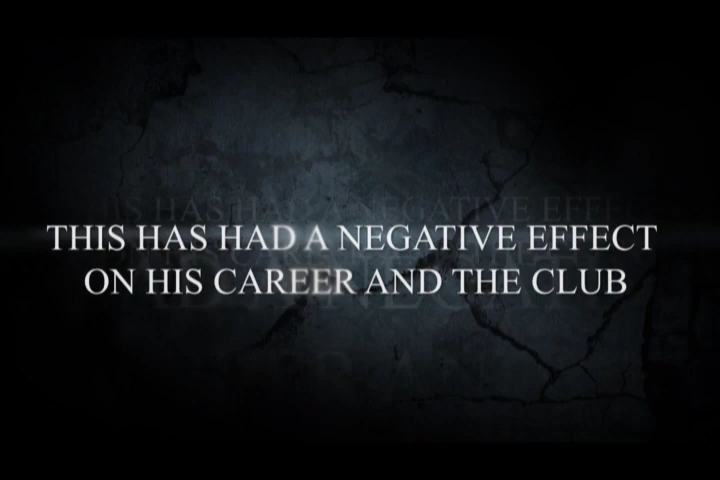 THIS HAS HAD A NEGATIVE EFFECT
ON HIS CAREER AND THE CLUB